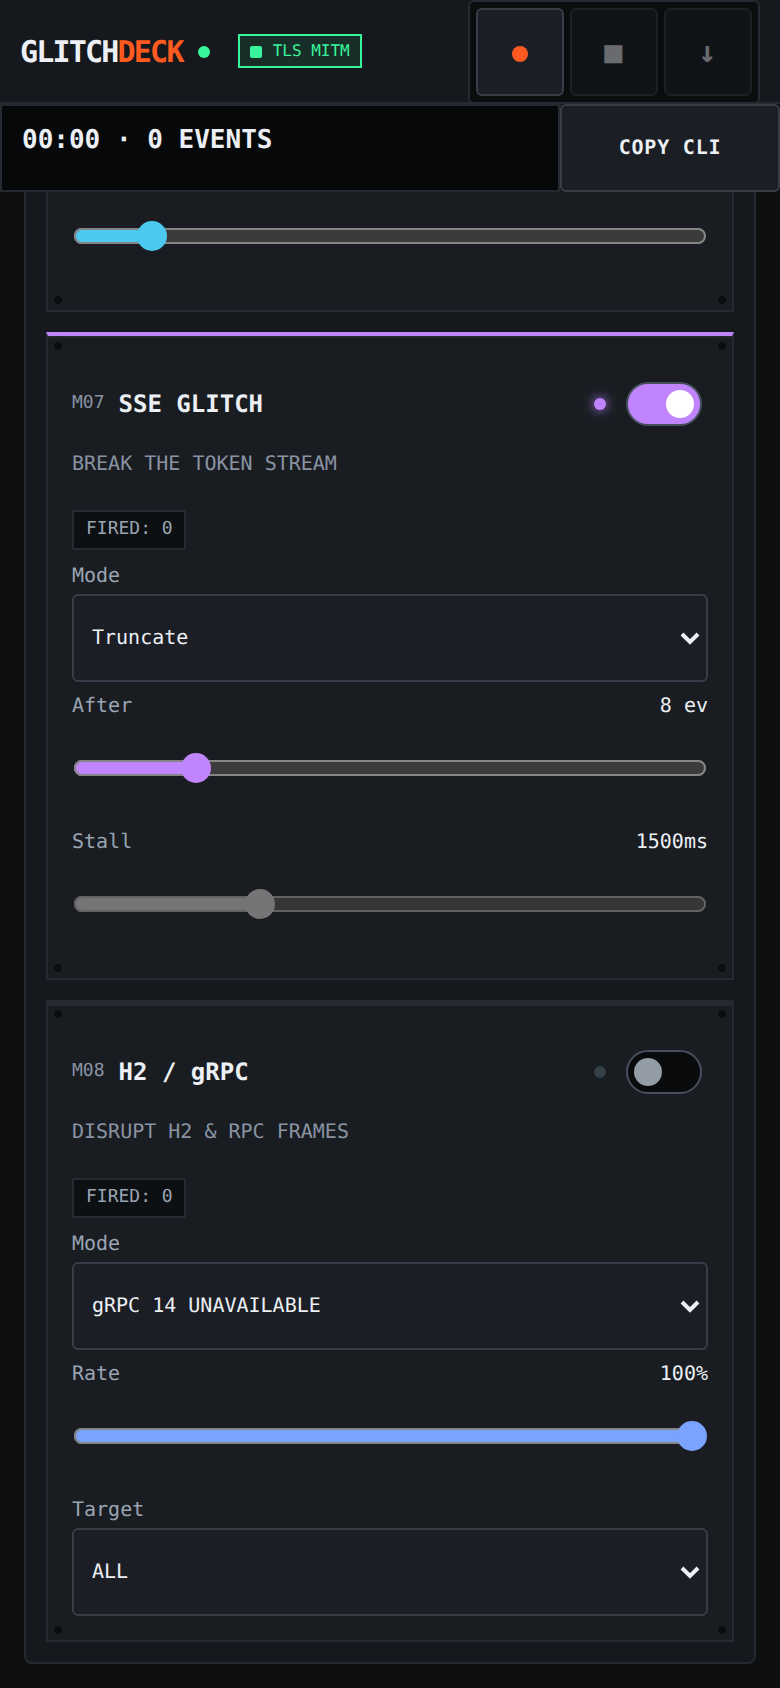 GLITCHDECK
TLS MITM
00:00 · 0 EVENTS
COPY CLI
M07 SSE GLITCH
BREAK THE TOKEN STREAM
FIRED: 0
Mode
Truncate
After 8 ev
Stall 1500ms
M08 H2 / gRPC
DISRUPT H2 & RPC FRAMES
FIRED: 0
Mode
gRPC 14 UNAVAILABLE
Rate 100%
Target
ALL